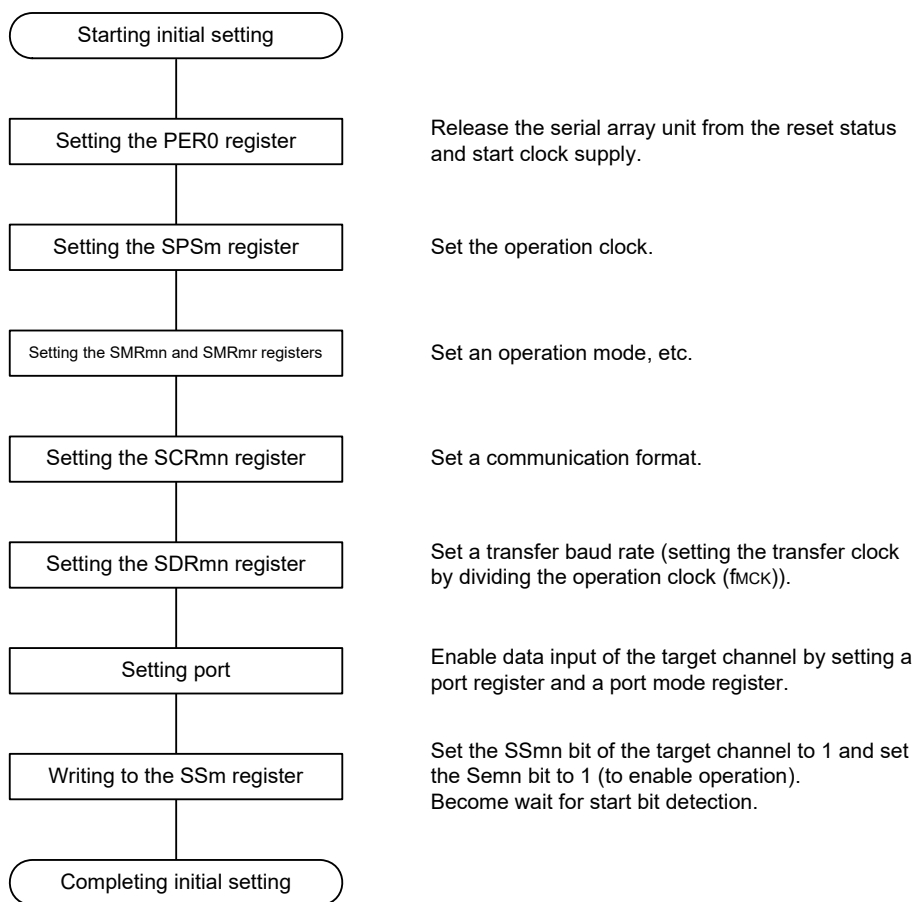 Starting initial setting
Setting the PER0 register
Release the serial array unit from the reset status
and start clock supply.
Setting the SPSm register
Set the operation clock.
Setting the SMRmn and SMRmr registers
Set an operation mode, etc.
Setting the SCRmn register
Set a communication format.
Setting the SDRmn register
Set a transfer baud rate (setting the transfer clock
by dividing the operation clock (fMCK)).
Setting port
Enable data input of the target channel by setting a
port register and a port mode register.
Writing to the SSm register
Set the SSmn bit of the target channel to 1 and set
the Semn bit to 1 (to enable operation).
Become wait for start bit detection.
Completing initial setting